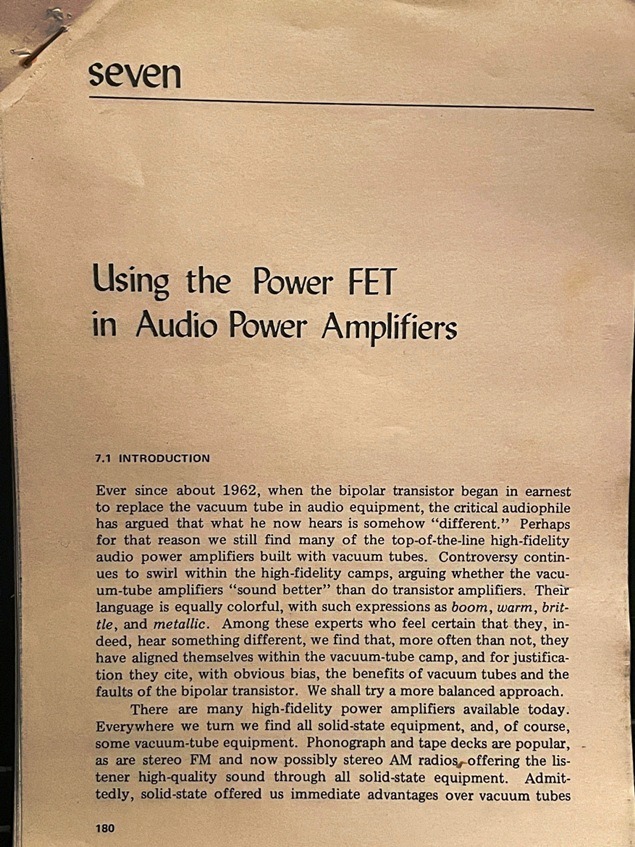 seven
Using the Power FET
in Audio Power Amplifiers
7.1 INTRODUCTION
Ever since about 1962, when the bipolar transistor began in earnest
to replace the vacuum tube in audio equipment, the critical audiophile
has argued that what he now hears is somehow “different.” Perhaps
for that reason we still find many of the top-of-the-line high-fidelity
audio power amplifiers built with vacuum tubes. Controversy contin-
ues to swirl within the high-fidelity camps, arguing whether the vacu-
um-tube amplifiers “sound better” than do transistor amplifiers. Their
language is equally colorful, with such expressions as boom, warm, brit-
tle, and metallic. Among these experts who feel certain that they, in-
deed, hear something different, we find that, more often than not, they
have aligned themselves within the vacuum-tube camp, and for justifica-
tion they cite, with obvious bias, the benefits of vacuum tubes and the
faults of the bipolar transistor. We shall try a more balanced approach.
There are many high-fidelity power amplifiers available today.
Everywhere we turn we find all solid-state equipment, and, of course,
some vacuum-tube equipment. Phonograph and tape decks are popular,
as are stereo FM and now possibly stereo AM radios, offering the lis-
tener high-quality sound through all solid-state equipment. Admit-
tedly, solid-state offered us immediate advantages over vacuum tubes
180